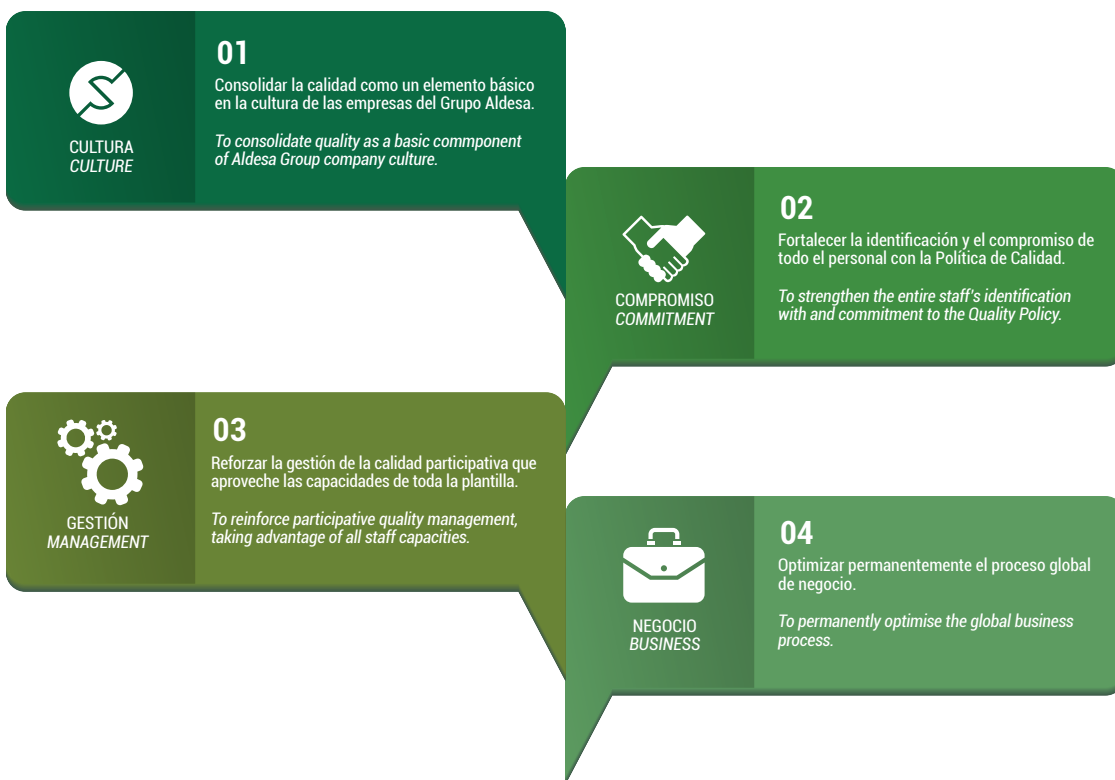 CULTURA
CULTURE
01
Consolidar la calidad como un elemento básico
en la cultura de las empresas del Grupo Aldesa.
To consolidate quality as a basic commponent
of Aldesa Group company culture.
COMPROMISO
COMMITMENT
02
Fortalecer la identificación y el compromiso de
todo el personal con la Política de Calidad.
To strengthen the entire staff's identification
with and commitment to the Quality Policy.
GESTIÓN
MANAGEMENT
03
Reforzar la gestión de la calidad participativa que
aproveche las capacidades de toda la plantilla.
To reinforce participative quality management,
taking advantage of all staff capacities.
NEGOCIO
BUSINESS
04
Optimizar permanentemente el proceso global
de negocio.
To permanently optimise the global business
process.